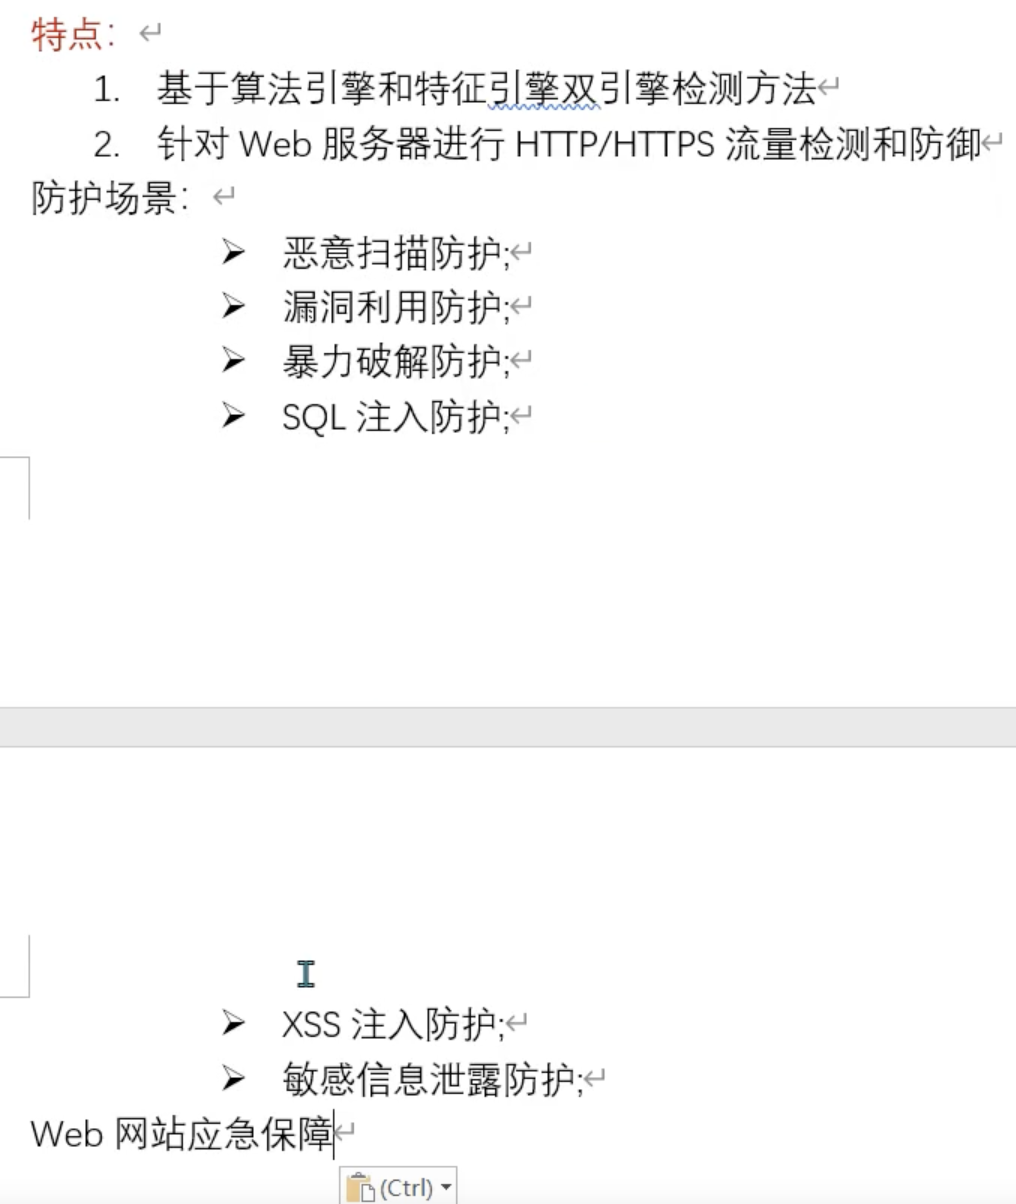 特点：
1. 基于算法引擎和特征引擎双引擎检测方法
2. 针对 Web 服务器进行 HTTP/HTTPS 流量检测和防御
防护场景：
➢ 恶意扫描防护;
➢ 漏洞利用防护;
➢ 暴力破解防护;
➢ SQL 注入防护;
➢ XSS 注入防护;
➢ 敏感信息泄露防护;
Web 网站应急保障
(Ctrl)